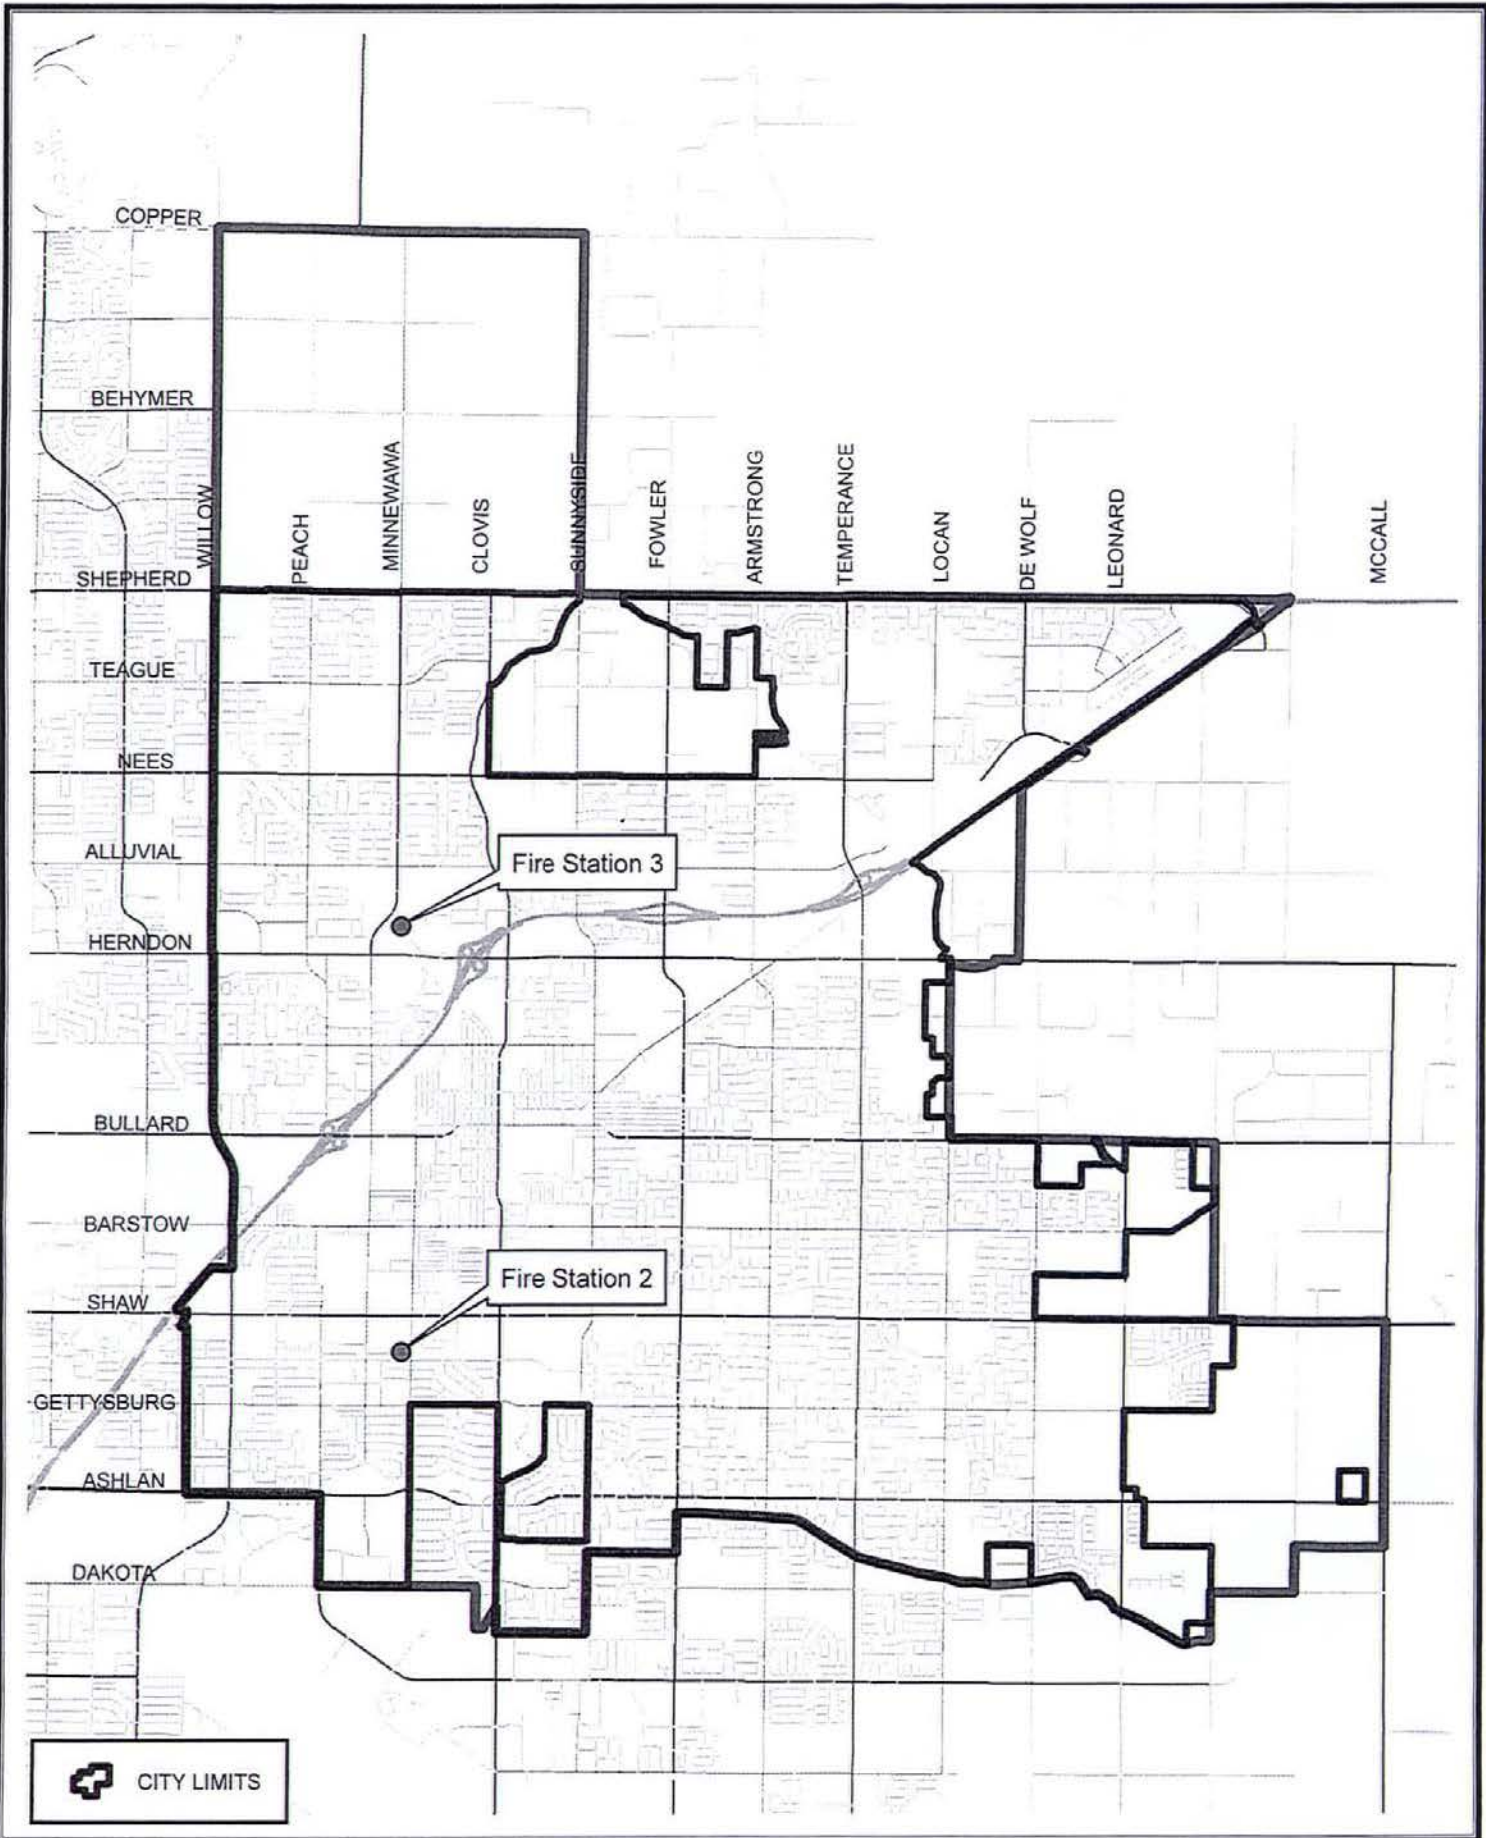 COPPER
BEHYMER
WILLOW
PEACH
MINNEWAWA
CLOVIS
SUNNYSIDE
FOWLER
ARMSTRONG
TEMPERANCE
LOCAN
DE WOLF
LEONARD
MCCALL
SHEPHERD
TEAGUE
NEES
ALLUVIAL
Fire Station 3
HERNDON
BULLARD
BARSTOW
Fire Station 2
SHAW
GETTYSBURG
ASHLAN
DAKOTA
CITY LIMITS